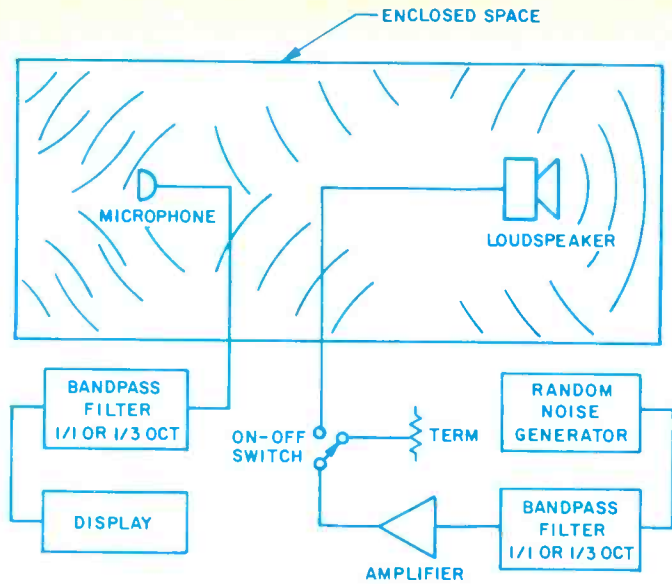 ENCLOSED SPACE
MICROPHONE
LOUDSPEAKER
BANDPASS
FILTER
1/1 OR 1/3 OCT
ON-OFF
SWITCH
TERM
RANDOM
NOISE
GENERATOR
DISPLAY
AMPLIFIER
BANDPASS
FILTER
1/1 OR 1/3 OCT